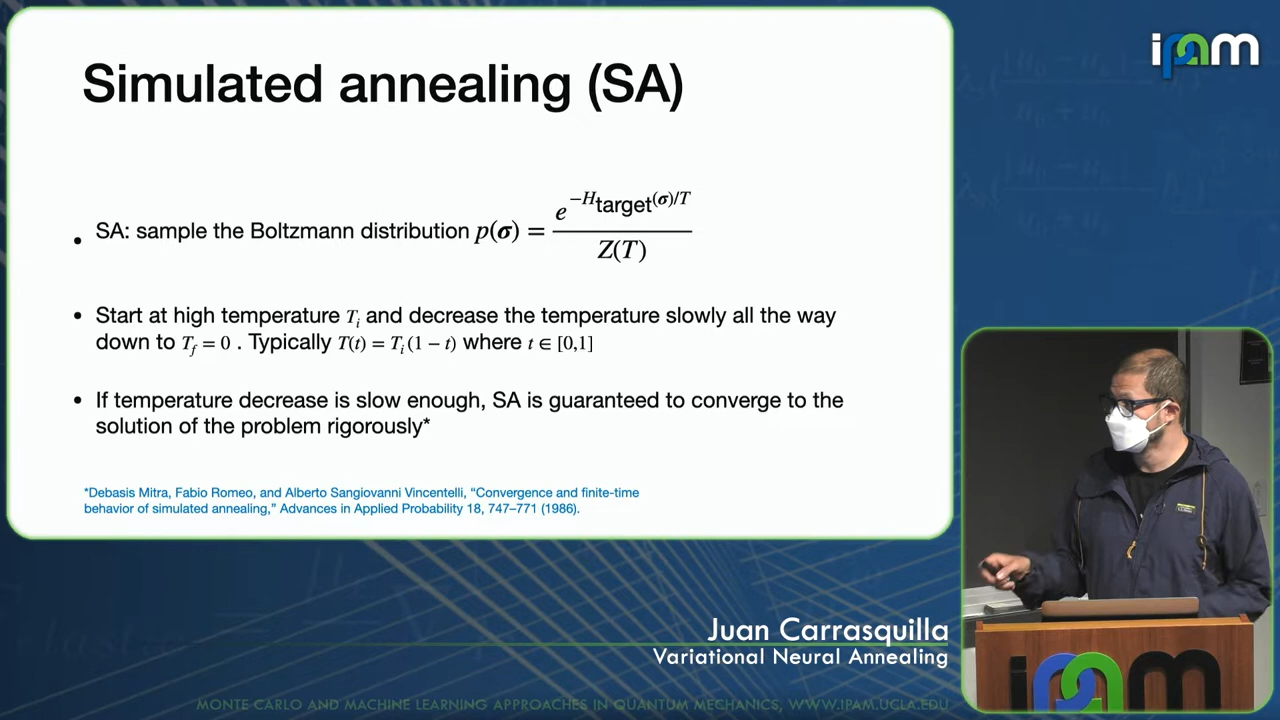 Simulated annealing (SA)
• SA: sample the Boltzmann distribution p(σ) = e^{-H_target(σ)/T} / Z(T)
• Start at high temperature T_i and decrease the temperature slowly all the way
down to T_f = 0 . Typically T(t) = T_i(1 − t) where t ∈ [0,1]
• If temperature decrease is slow enough, SA is guaranteed to converge to the
solution of the problem rigorously*
*Debasis Mitra, Fabio Romeo, and Alberto Sangiovanni Vincentelli, “Convergence and finite-time
behavior of simulated annealing,” Advances in Applied Probability 18, 747–771 (1986).
ipam
Juan Carrasquilla
Variational Neural Annealing
ipam
MONTE CARLO AND MACHINE LEARNING APPROACHES IN QUANTUM MECHANICS, WWW.IPAM.UCLA.EDU